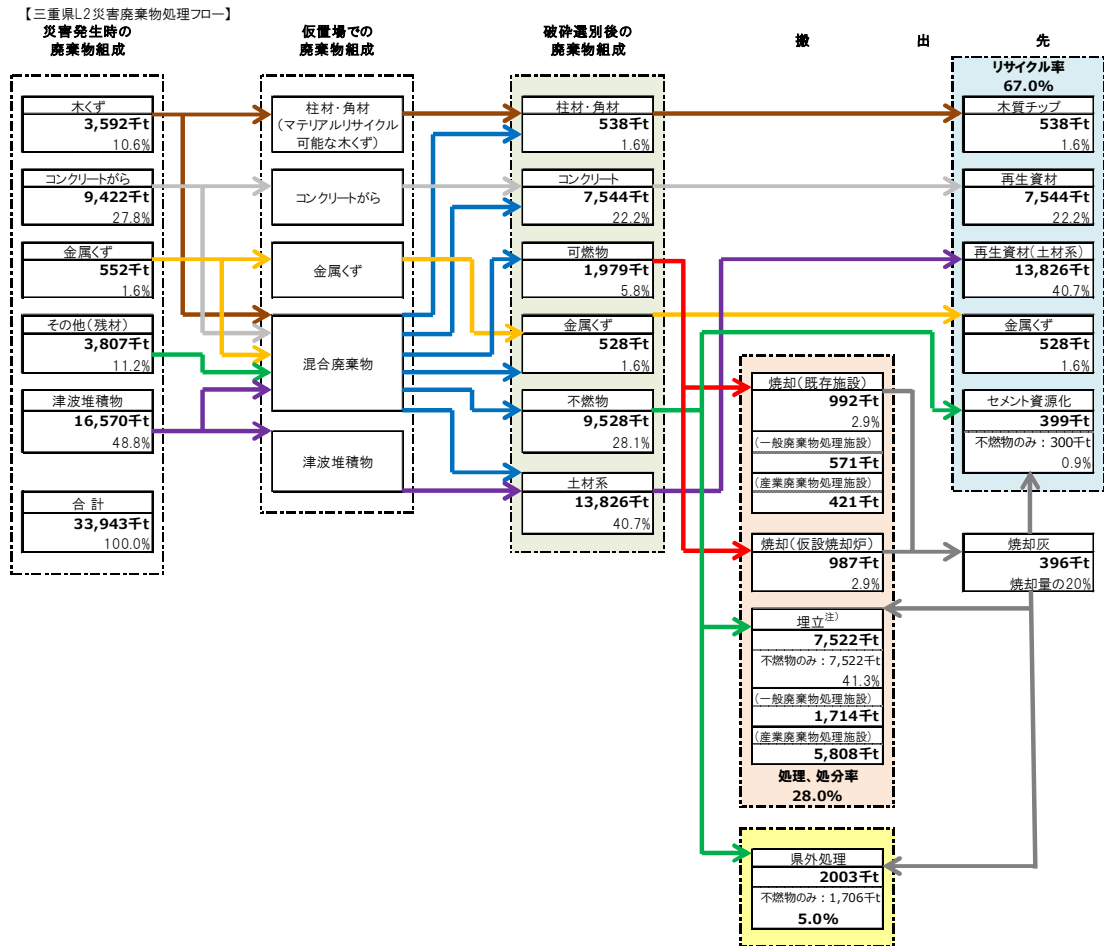 【三重県L2災害廃棄物処理フロー】
災害発生時の
廃棄物組成
仮置場での
廃棄物組成
破砕選別後の
廃棄物組成
搬 出 先
木くず
3,592千t
10.6%
コンクリートがら
9,422千t
27.8%
金属くず
552千t
1.6%
その他(残材)
3,807千t
11.2%
津波堆積物
16,570千t
48.8%
合計
33,943千t
100.0%
柱材・角材
(マテリアルリサイクル
可能な木くず)
コンクリートがら
金属くず
混合廃棄物
津波堆積物
柱材・角材
538千t
1.6%
コンクリート
7,544千t
22.2%
可燃物
1,979千t
5.8%
金属くず
528千t
1.6%
不燃物
9,528千t
28.1%
土材系
13,826千t
40.7%
焼却(既存施設)
992千t
2.9%
(一般廃棄物処理施設)
571千t
(産業廃棄物処理施設)
421千t
焼却(仮設焼却炉)
987千t
2.9%
埋立注)
7,522千t
不燃物のみ:7,522千t
41.3%
(一般廃棄物処理施設)
1,714千t
(産業廃棄物処理施設)
5,808千t
処理、処分率
28.0%
県外処理
2003千t
不燃物のみ:1,706千t
5.0%
リサイクル率
67.0%
木質チップ
538千t
1.6%
再生資材
7,544千t
22.2%
再生資材(土材系)
13,826千t
40.7%
金属くず
528千t
1.6%
セメント資源化
399千t
不燃物のみ:300千t
0.9%
焼却灰
396千t
焼却量の20%